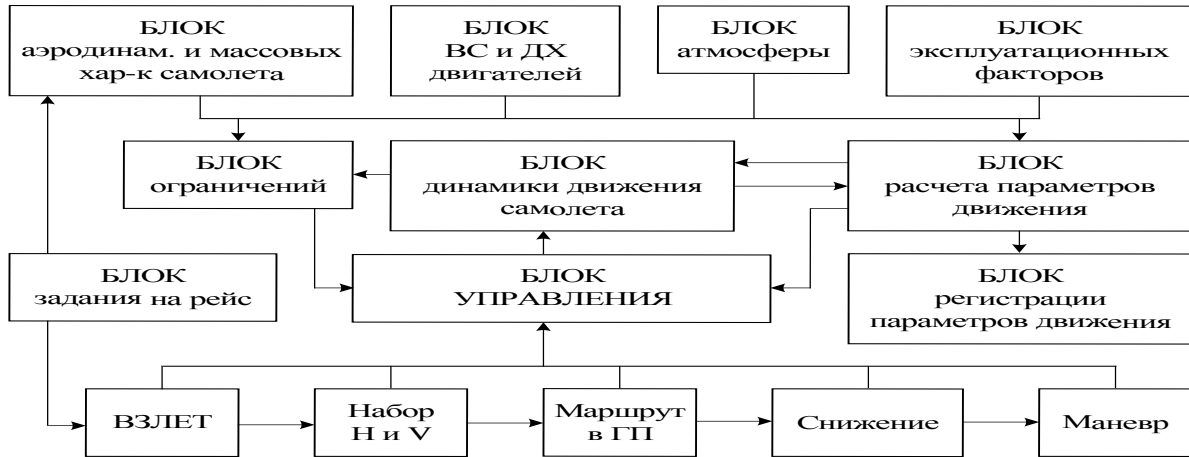 БЛОК
аэродинам. и массовых
хар-к самолета
БЛОК
ВС и ДХ
двигателей
БЛОК
атмосферы
БЛОК
эксплуатационных
факторов
БЛОК
ограничений
БЛОК
динамики движения
самолета
БЛОК
расчета параметров
движения
БЛОК
задания на рейс
БЛОК
УПРАВЛЕНИЯ
БЛОК
регистрации
параметров движения
ВЗЛЕТ
Набор
Н и V
Маршрут
в ГП
Снижение
Маневр